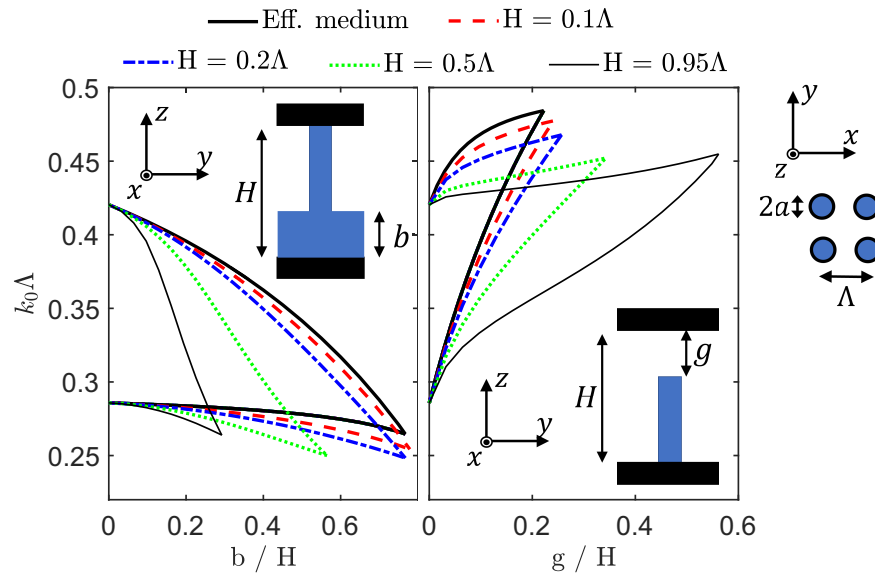 Eff. medium H = 0.1Λ
H = 0.2Λ H = 0.5Λ H = 0.95Λ
0.5
0.45
0.4
0.35
0.3
0.25
k₀Λ
0 0.2 0.4 0.6
b / H
z
y
x
H
b
0 0.2 0.4 0.6
g / H
z
y
x
H
g
y
x
z
2a
Λ